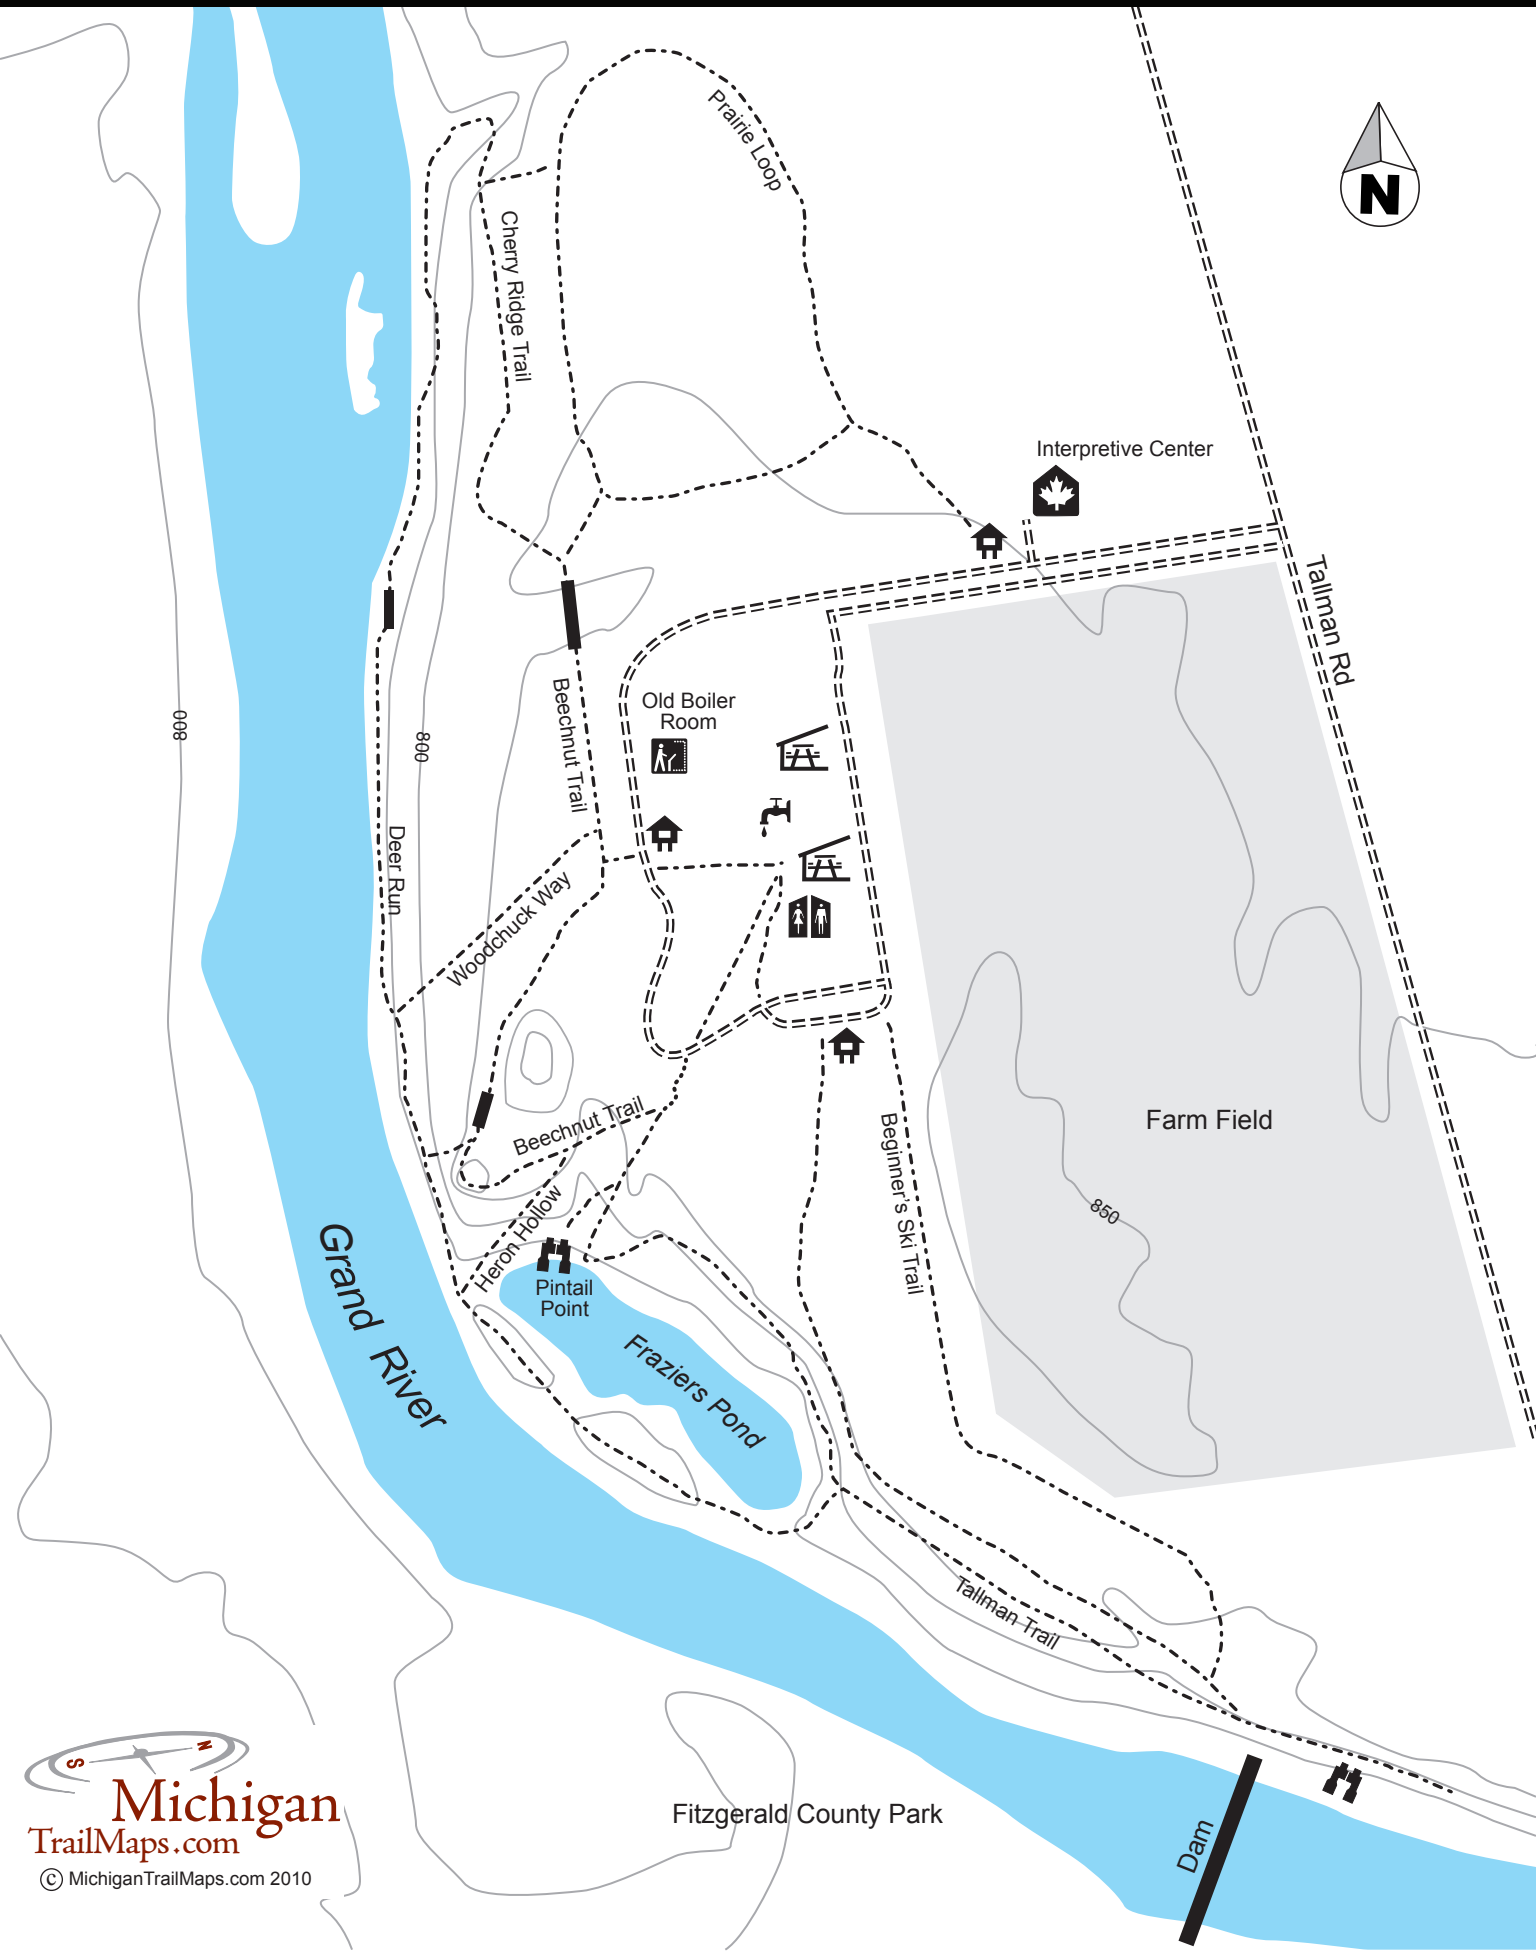 Prairie Loop
N
Cherry Ridge Trail
Interpretive Center
Tallman Rd
Old Boiler
Room
Beechnut Trail
800
800
Deer Run
Woodchuck Way
Farm Field
Beechnut Trail
Beginner's Ski Trail
850
Heron Hollow
Pintail
Point
Grand River
Fraziers Pond
Tallman Trail
N
S
Michigan
TrailMaps.com
© MichiganTrailMaps.com 2010
Fitzgerald County Park
Dam